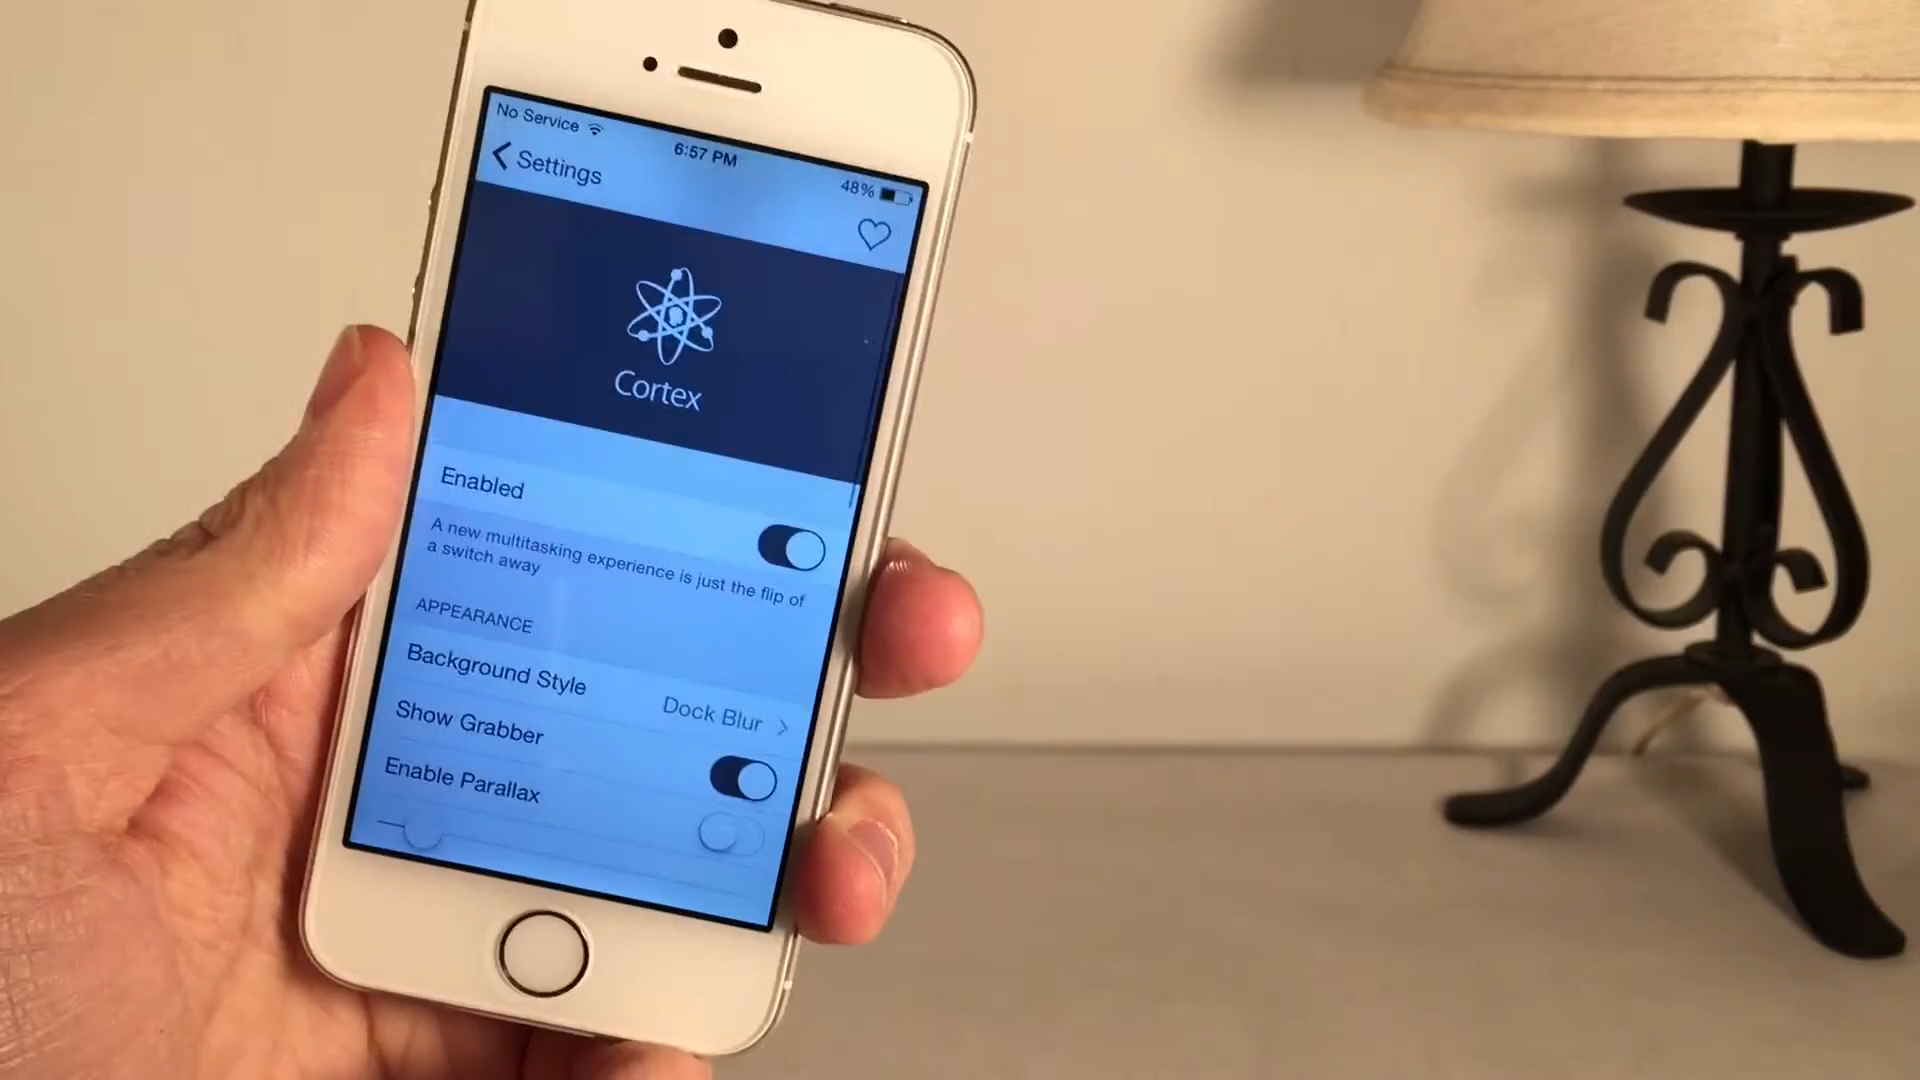 No Service
6:57 PM
48%
Settings
Cortex
Enabled
A new multitasking experience is just the flip of
a switch away
APPEARANCE
Background Style
Dock Blur
Show Grabber
Enable Parallax